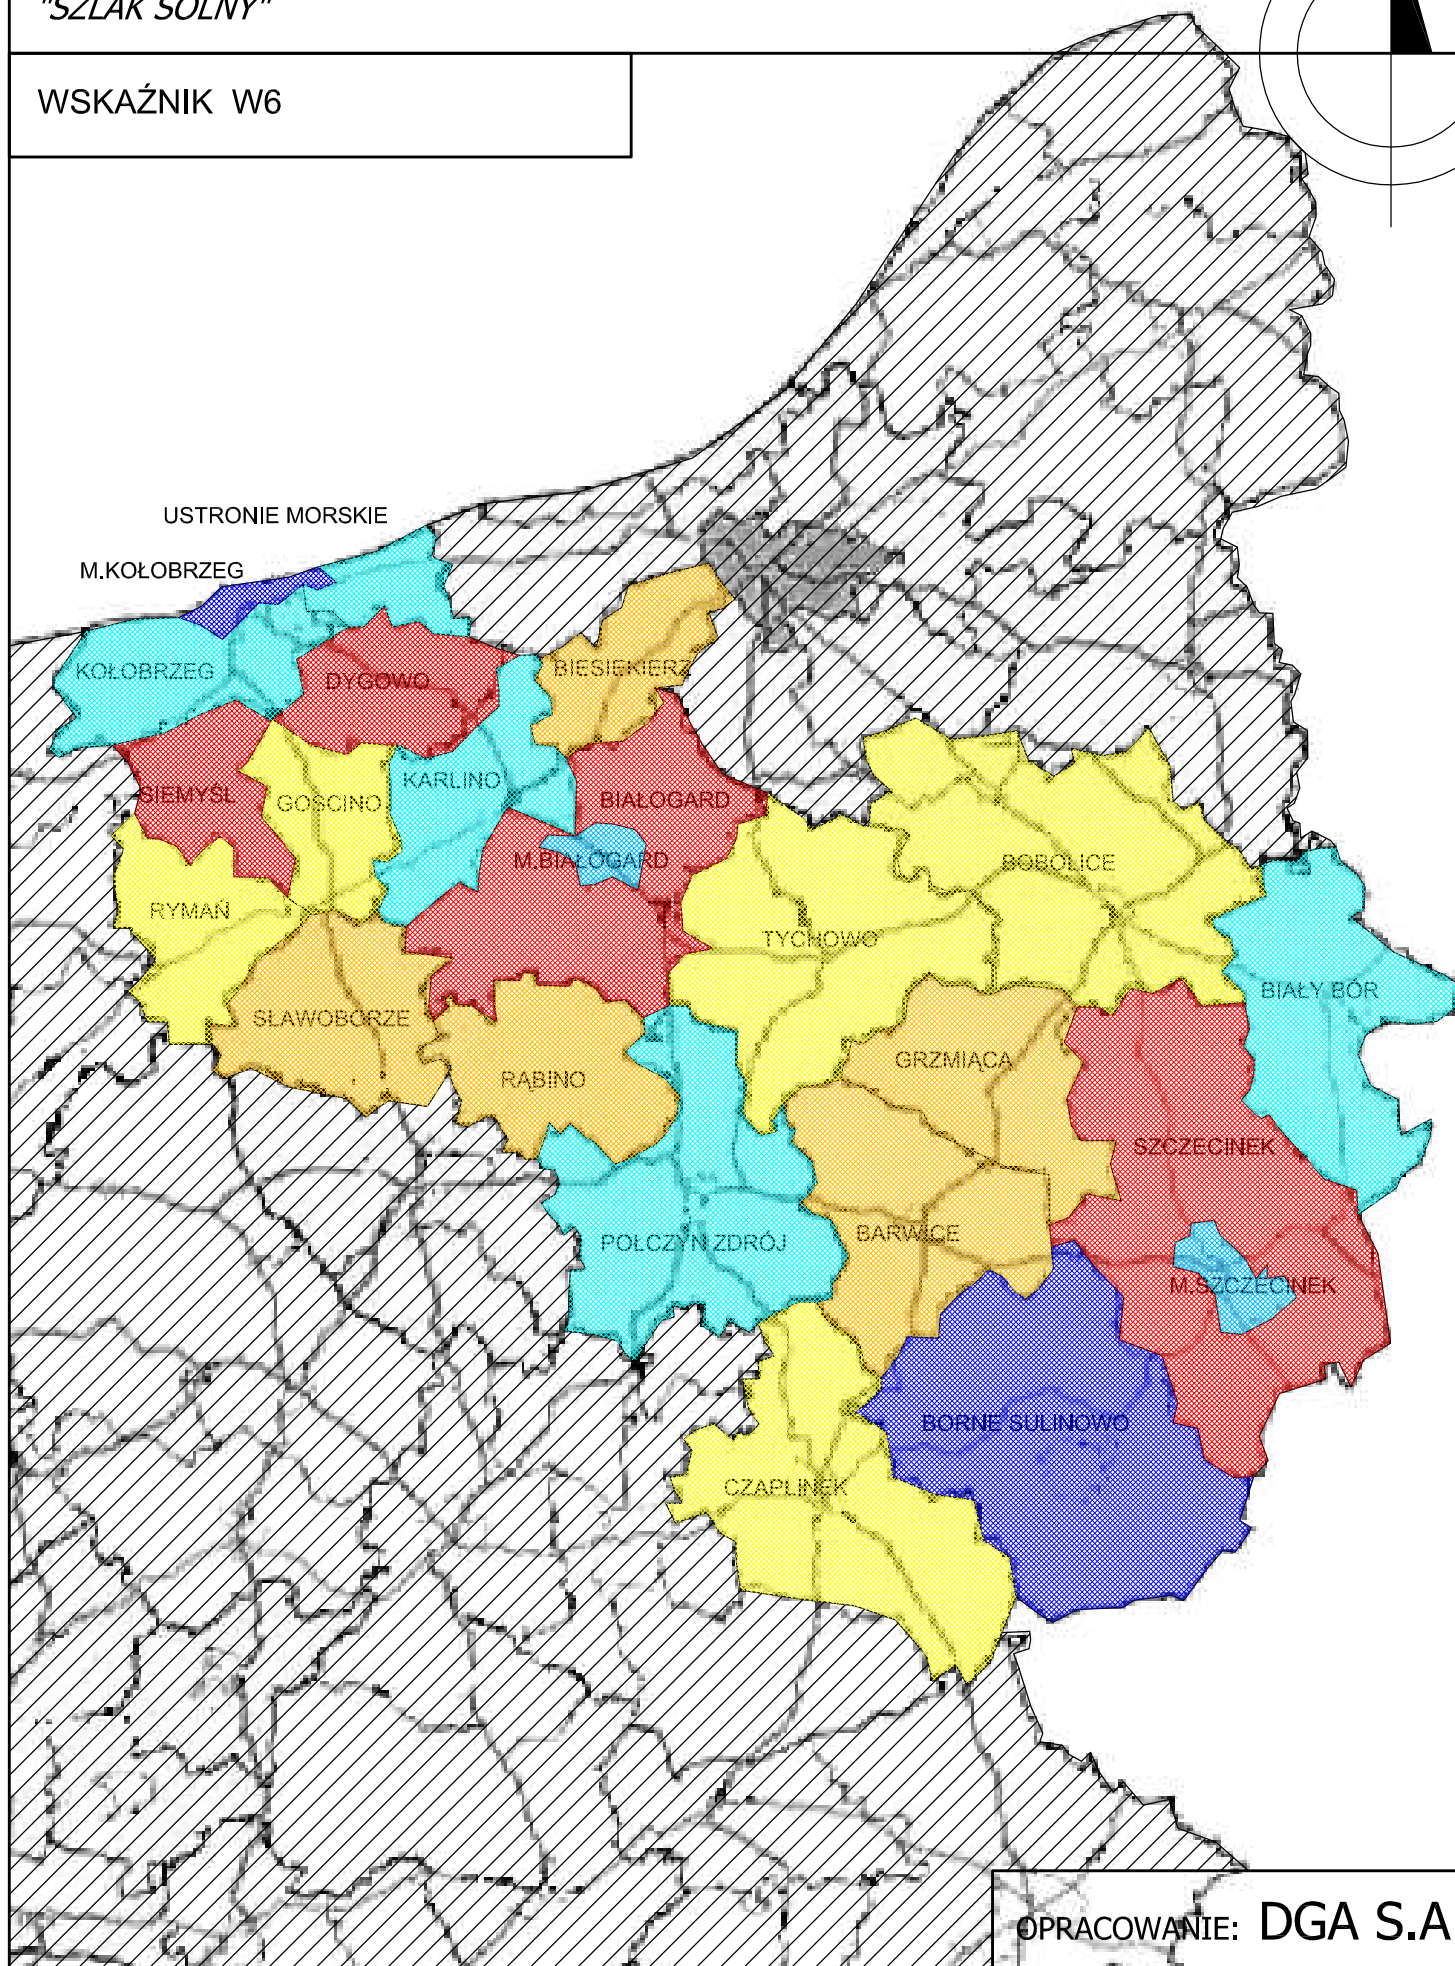 "SZLAK SOLNY"
WSKAŹNIK W6
USTRONIE MORSKIE
M.KOŁOBRZEG
KOŁOBRZEG
DYGOWO
BIESIEKIERZ
SIEMYŚL
GOŚCINO
KARLINO
BIAŁOGARD
M.BIAŁOGARD
BOBOLICE
RYMAŃ
TYCHOWO
BIAŁY BÓR
SŁAWOBORZE
GRZMIĄCA
RĄBINO
SZCZECINEK
BARWICE
POŁCZYN ZDRÓJ
M.SZCZECINEK
BORNE SULINOWO
CZAPLINEK
OPRACOWANIE: DGA S.A